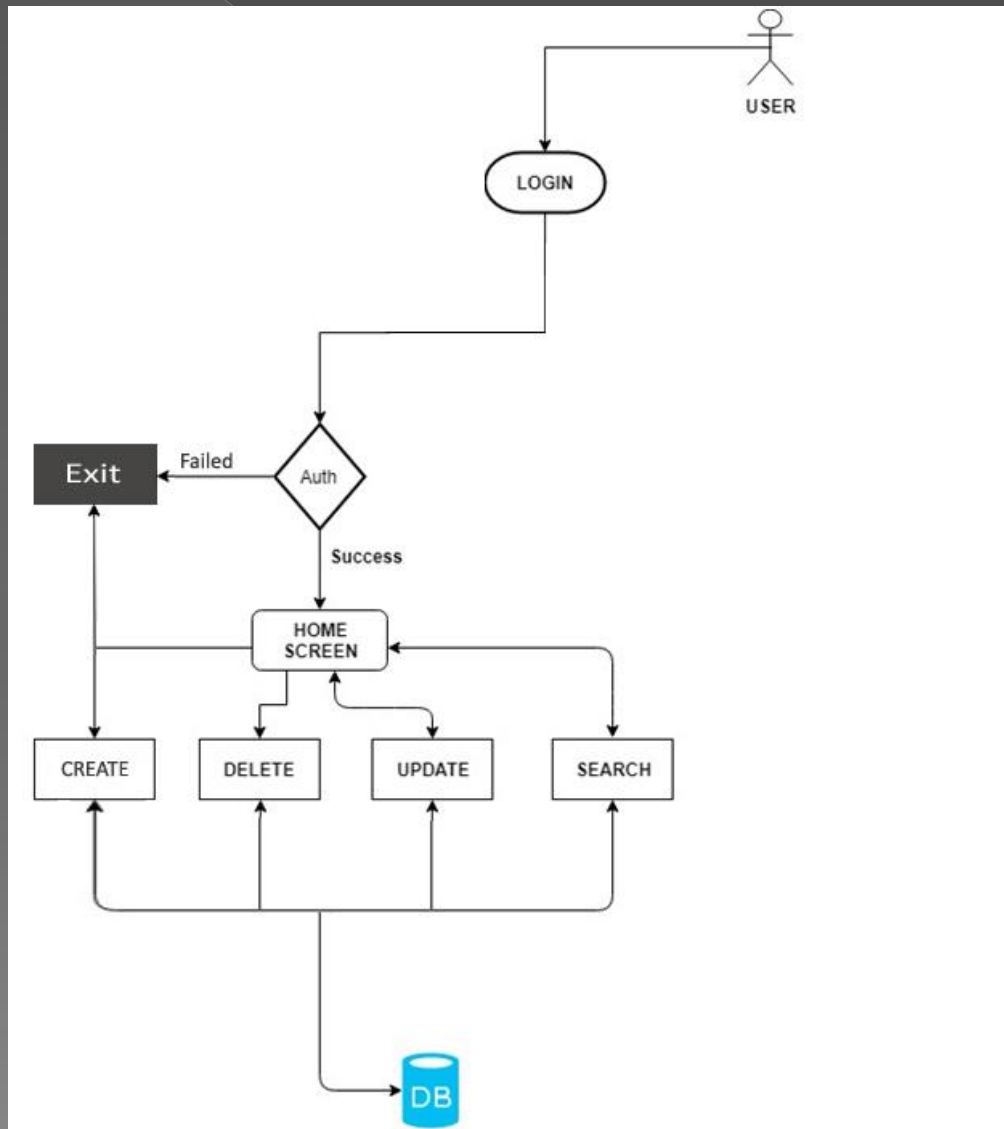 USER
LOGIN
Auth
Failed
Exit
Success
HOME
SCREEN
CREATE
DELETE
UPDATE
SEARCH
DB